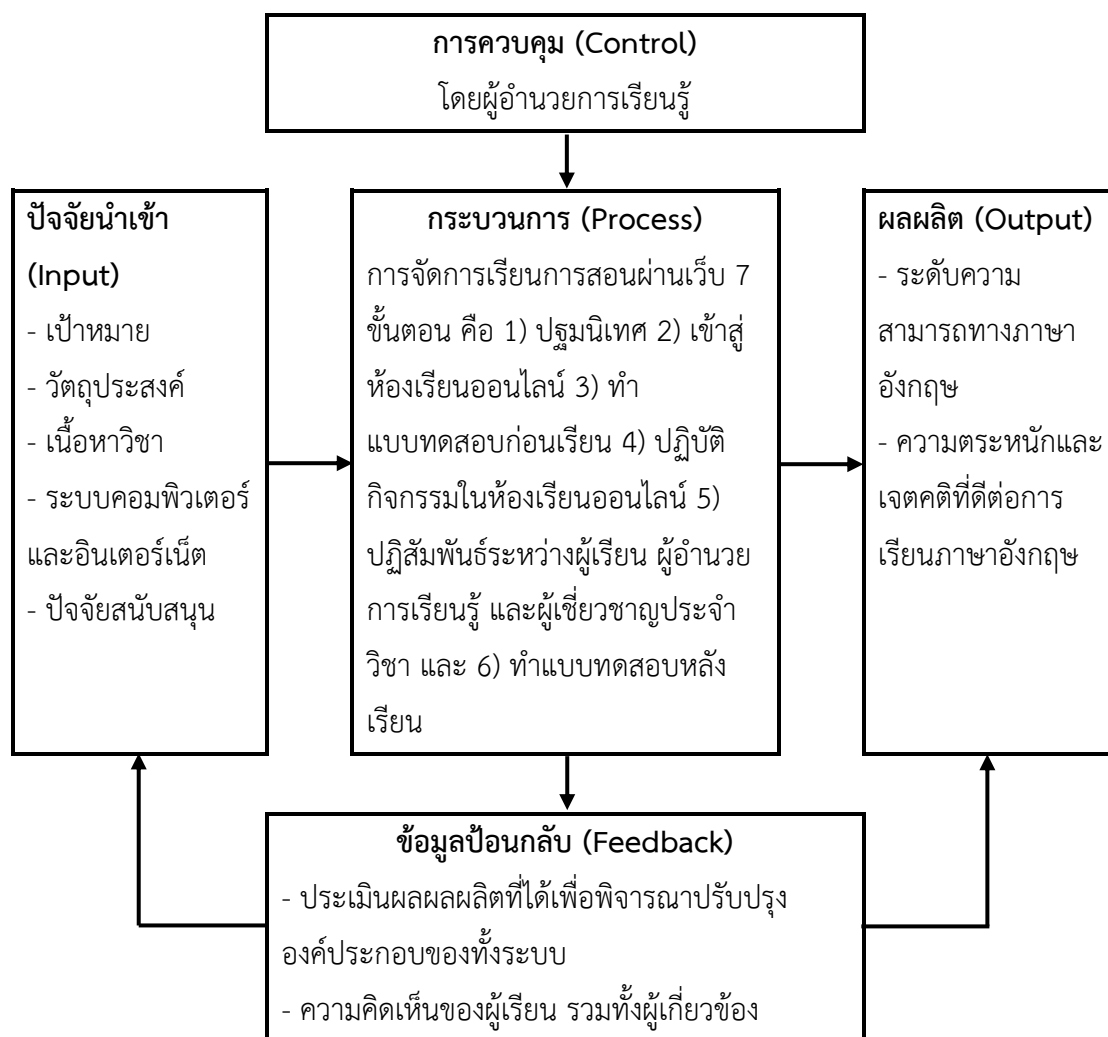 การควบคุม (Control)
โดยผู้อำนวยการเรียนรู้
ปัจจัยนำเข้า
(Input)
- เป้าหมาย
- วัตถุประสงค์
- เนื้อหาวิชา
- ระบบคอมพิวเตอร์
และอินเตอร์เน็ต
- ปัจจัยสนับสนุน
กระบวนการ (Process)
การจัดการเรียนการสอนผ่านเว็บ 7
ขั้นตอน คือ 1) ปฐมนิเทศ 2) เข้าสู่
ห้องเรียนออนไลน์ 3) ทำ
แบบทดสอบก่อนเรียน 4) ปฏิบัติ
กิจกรรมในห้องเรียนออนไลน์ 5)
ปฏิสัมพันธ์ระหว่างผู้เรียน ผู้อำนวย
การเรียนรู้ และผู้เชี่ยวชาญประจำ
วิชา และ 6) ทำแบบทดสอบหลัง
เรียน
ผลผลิต (Output)
- ระดับความ
สามารถทางภาษา
อังกฤษ
- ความตระหนักและ
เจตคติที่ดีต่อการ
เรียนภาษาอังกฤษ
ข้อมูลป้อนกลับ (Feedback)
- ประเมินผลผลผลิตที่ได้เพื่อพิจารณาปรับปรุง
องค์ประกอบของทั้งระบบ
- ความคิดเห็นของผู้เรียน รวมทั้งผู้เกี่ยวข้อง